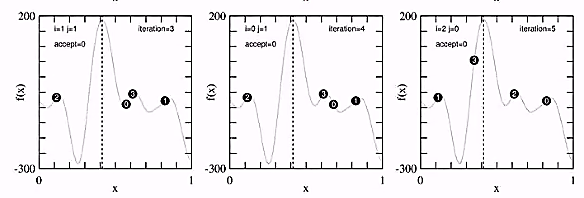 x x x
200 i=1 j=1 iteration=3
accept=0
f(x)
2 3 0 1
-300
0 1
x
200 i=0 j=1 iteration=4
accept=0
f(x)
2 3 0 1
-300
0 1
x
200 i=2 j=0 iteration=5
accept=0
f(x)
3
1 2 0
-300
0 1
x